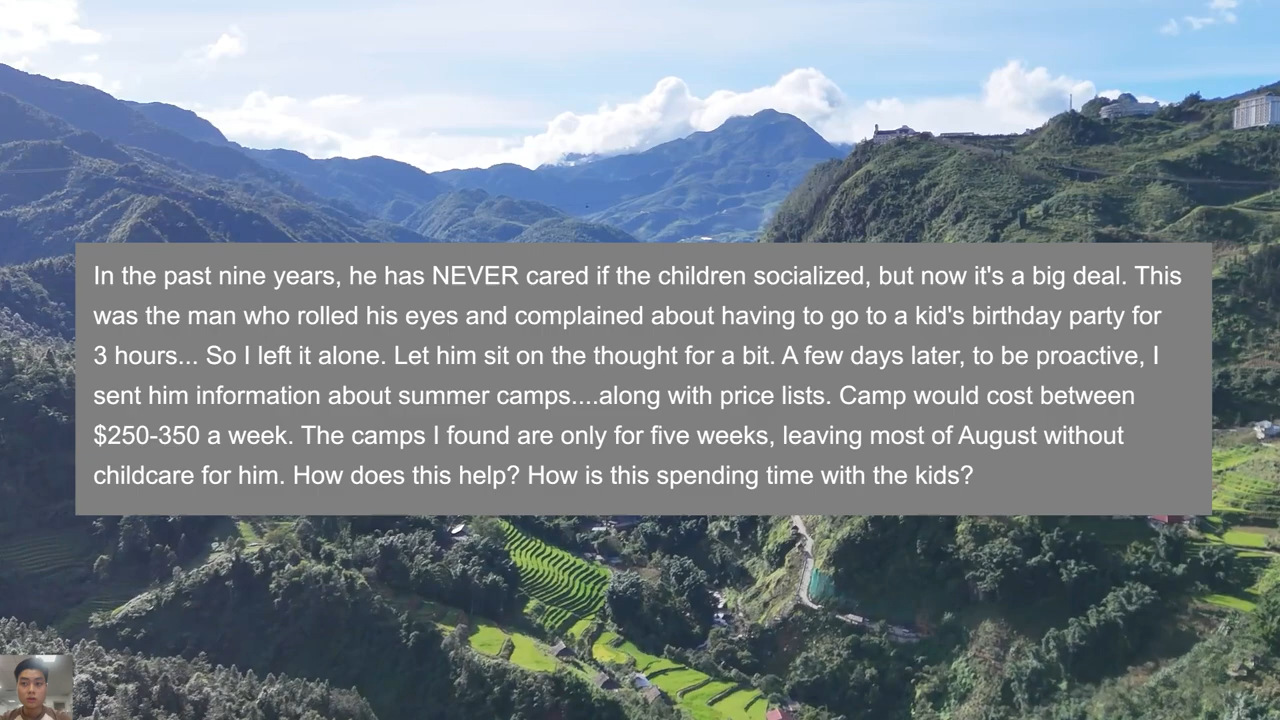 In the past nine years, he has NEVER cared if the children socialized, but now it's a big deal. This
was the man who rolled his eyes and complained about having to go to a kid's birthday party for
3 hours... So I left it alone. Let him sit on the thought for a bit. A few days later, to be proactive, I
sent him information about summer camps....along with price lists. Camp would cost between
$250-350 a week. The camps I found are only for five weeks, leaving most of August without
childcare for him. How does this help? How is this spending time with the kids?